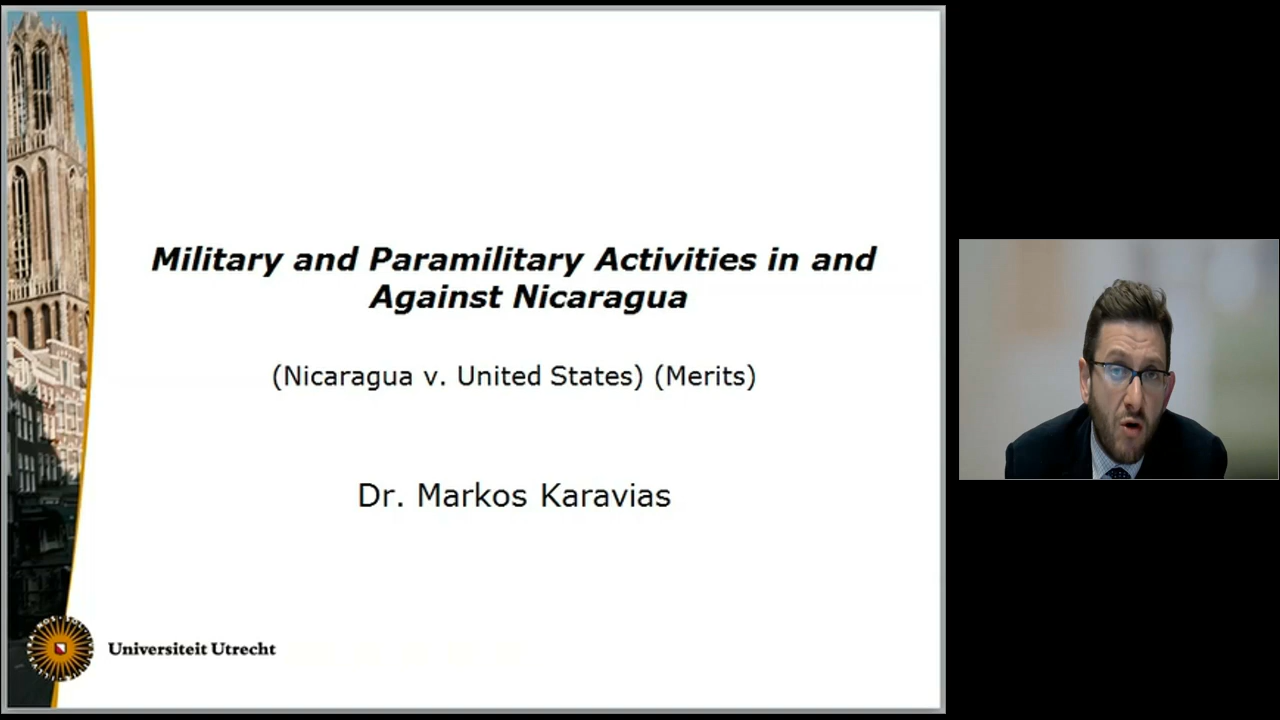 Military and Paramilitary Activities in and
Against Nicaragua
(Nicaragua v. United States) (Merits)
Dr. Markos Karavias
Universiteit Utrecht